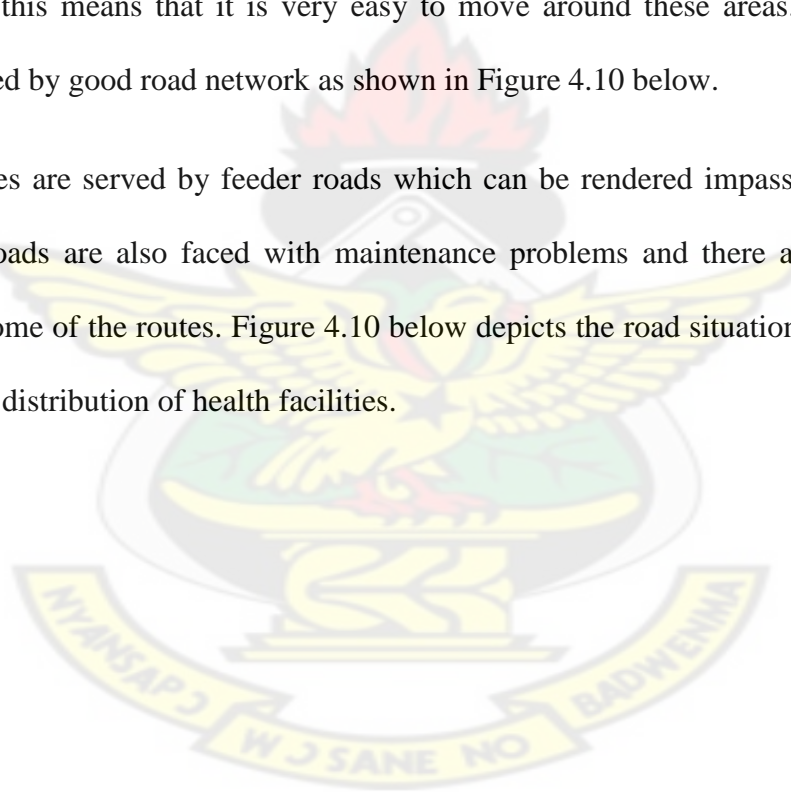 this means that it is very easy to move around these areas.
ed by good road network as shown in Figure 4.10 below.
es are served by feeder roads which can be rendered impass
oads are also faced with maintenance problems and there a
ome of the routes. Figure 4.10 below depicts the road situation
distribution of health facilities.
NYANSAPƆ
WƆSANE NO
BADWENMA